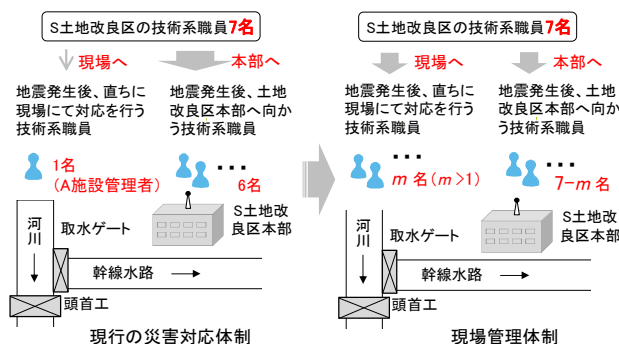 S土地改良区の技術系職員7名
現場へ
本部へ
地震発生後、直ちに
現場にて対応を行う
技術系職員
地震発生後、土地
改良区本部へ向か
う技術系職員
1名
(A施設管理者)
・・・
6名
河川
取水ゲート
S土地改
良区本部
幹線水路
頭首工
現行の災害対応体制
S土地改良区の技術系職員7名
現場へ
本部へ
地震発生後、直ちに
現場にて対応を行う
技術系職員
地震発生後、土地
改良区本部へ向か
う技術系職員
・・・
m 名(m >1)
・・・
7−m 名
河川
取水ゲート
S土地改
良区本部
幹線水路
頭首工
現場管理体制